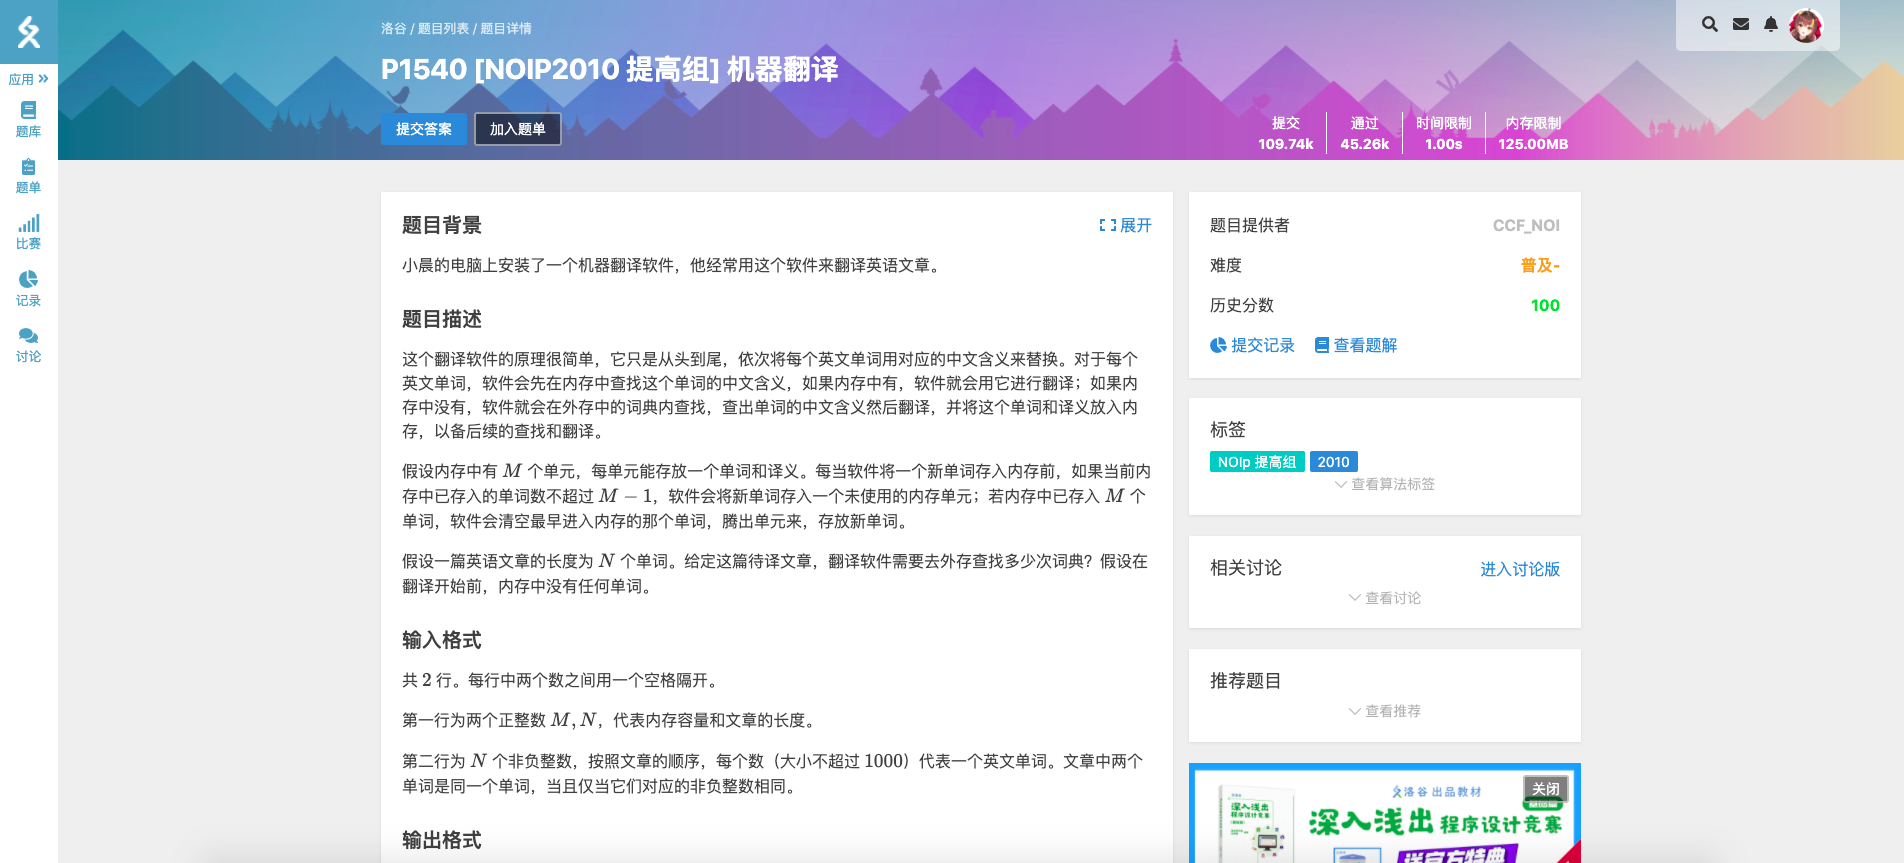 洛谷 / 题目列表 / 题目详情
P1540 [NOIP2010 提高组] 机器翻译
提交答案
加入题单
提交
109.74k
通过
45.26k
时间限制
1.00s
内存限制
125.00MB
应用
题库
题单
比赛
记录
讨论
题目背景
展开
小晨的电脑上安装了一个机器翻译软件，他经常用这个软件来翻译英语文章。
题目描述
这个翻译软件的原理很简单，它只是从头到尾，依次将每个英文单词用对应的中文含义来替换。对于每个
英文单词，软件会先在内存中查找这个单词的中文含义，如果内存中有，软件就会用它进行翻译；如果内
存中没有，软件就会在外存中的词典内查找，查出单词的中文含义然后翻译，并将这个单词和译义放入内
存，以备后续的查找和翻译。
假设内存中有 M 个单元，每单元能存放一个单词和译义。每当软件将一个新单词存入内存前，如果当前内
存中已存入的单词数不超过 M − 1，软件会将新单词存入一个未使用的内存单元；若内存中已存入 M 个
单词，软件会清空最早进入内存的那个单词，腾出单元来，存放新单词。
假设一篇英语文章的长度为 N 个单词。给定这篇待译文章，翻译软件需要去外存查找多少次词典？假设在
翻译开始前，内存中没有任何单词。
输入格式
共 2 行。每行中两个数之间用一个空格隔开。
第一行为两个正整数 M, N，代表内存容量和文章的长度。
第二行为 N 个非负整数，按照文章的顺序，每个数（大小不超过 1000）代表一个英文单词。文章中两个
单词是同一个单词，当且仅当它们对应的非负整数相同。
输出格式
题目提供者
CCF_NOI
难度
普及-
历史分数
100
提交记录
查看题解
标签
NOIp 提高组
2010
查看算法标签
相关讨论
进入讨论版
查看讨论
推荐题目
查看推荐
洛谷 出品教材
关闭
深入浅出 程序设计竞赛